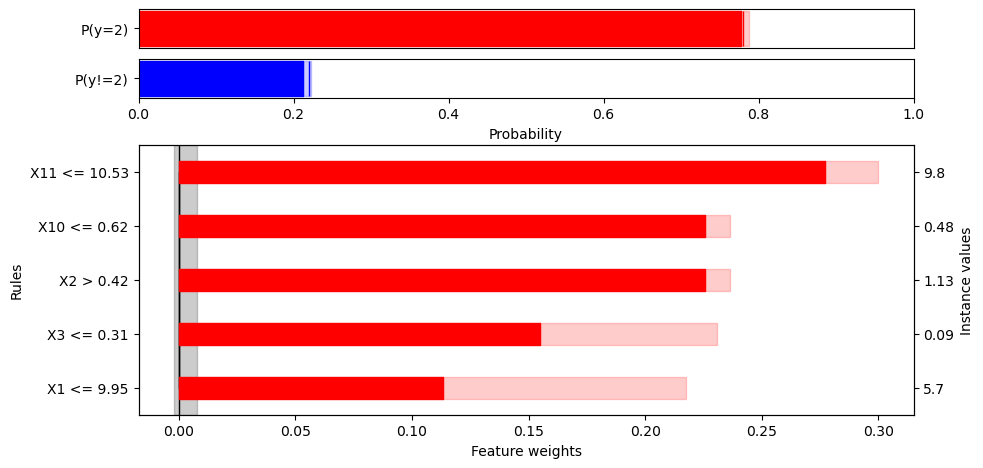 P(y=2)
P(y!=2)
0.0 0.2 0.4 0.6 0.8 1.0
Probability
Rules
X11 <= 10.53 9.8
X10 <= 0.62 0.48
X2 > 0.42 1.13
X3 <= 0.31 0.09
X1 <= 9.95 5.7
Instance values
0.00 0.05 0.10 0.15 0.20 0.25 0.30
Feature weights